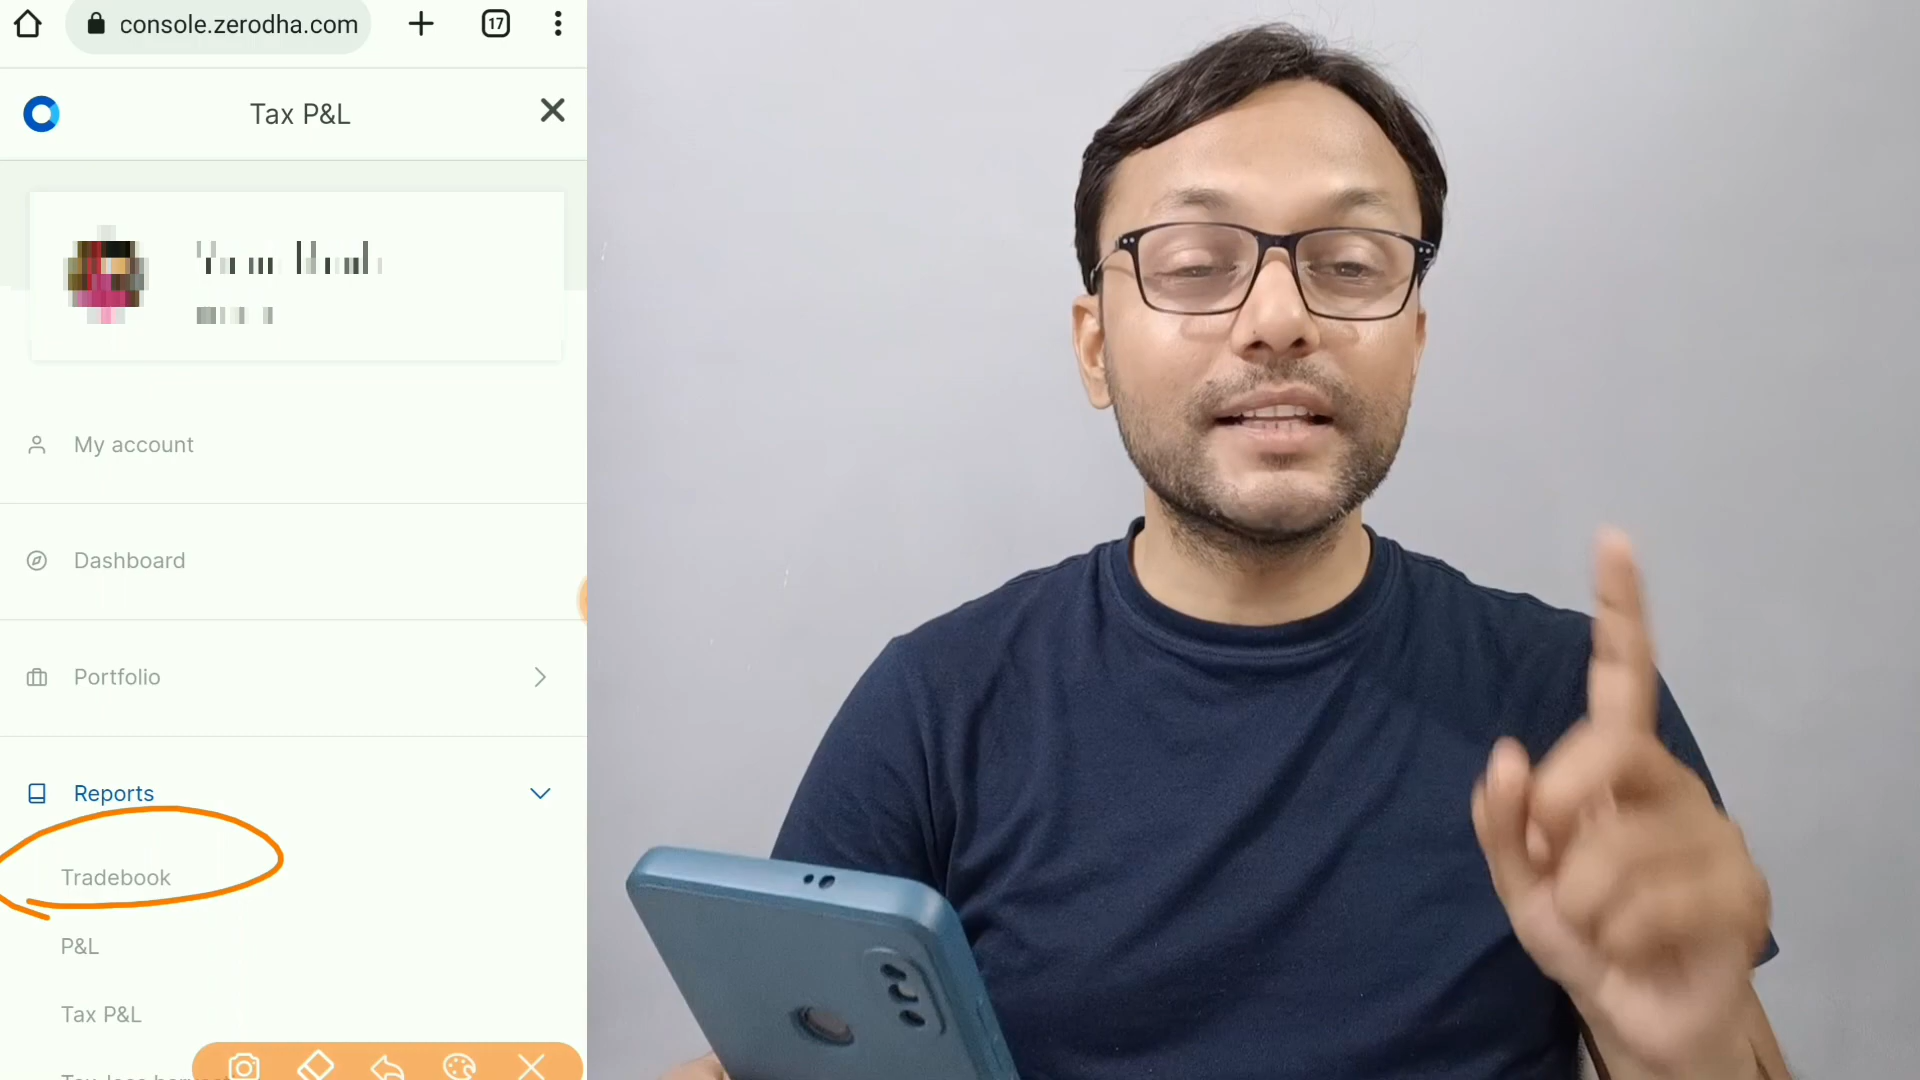 console.zerodha.com
17
Tax P&L
My account
Dashboard
Portfolio
Reports
Tradebook
P&L
Tax P&L